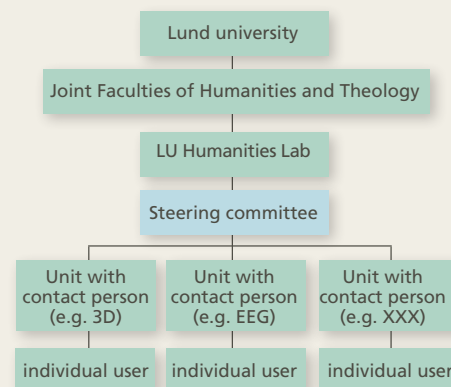 Lund university
Joint Faculties of Humanities and Theology
LU Humanities Lab
Steering committee
Unit with
contact person
(e.g. 3D)
Unit with
contact person
(e.g. EEG)
Unit with
contact person
(e.g. XXX)
individual user
individual user
individual user